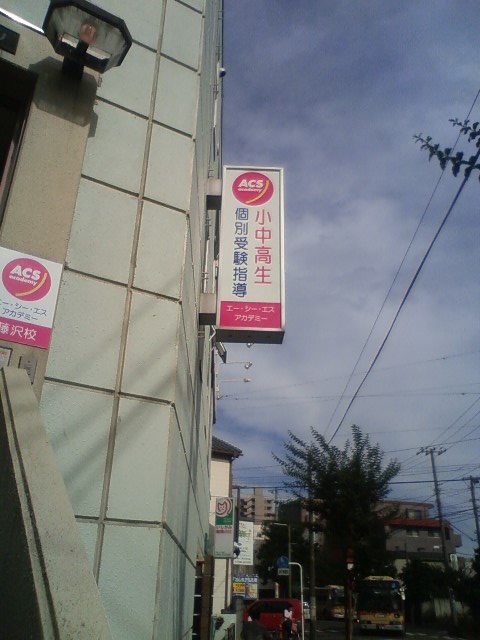 ACS
academy
小中高生
個別受験指導
エー・シー・エス
アカデミー
ACS
academy
エー・シー・エス
アカデミー
藤沢校